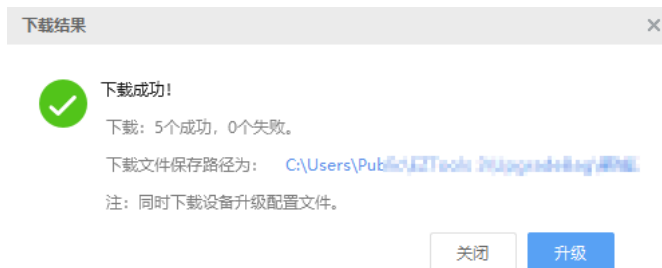 下载结果
下载成功！
下载：5个成功，0个失败。
下载文件保存路径为： C:\Users\Pub
注：同时下载设备升级配置文件。
关闭 升级